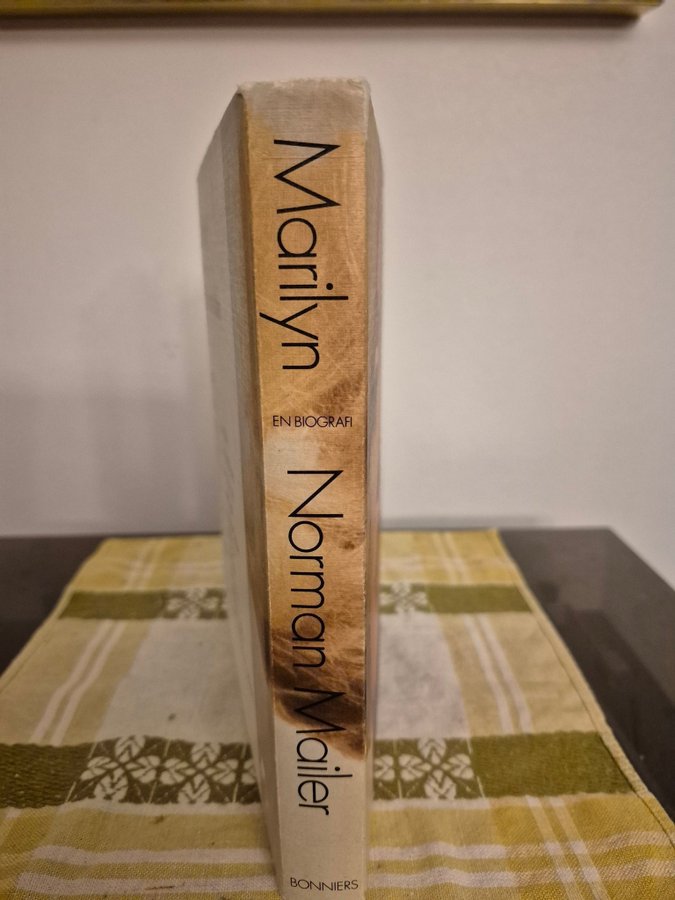 Marilyn
EN BIOGRAFI
Norman Mailer
BONNIERS